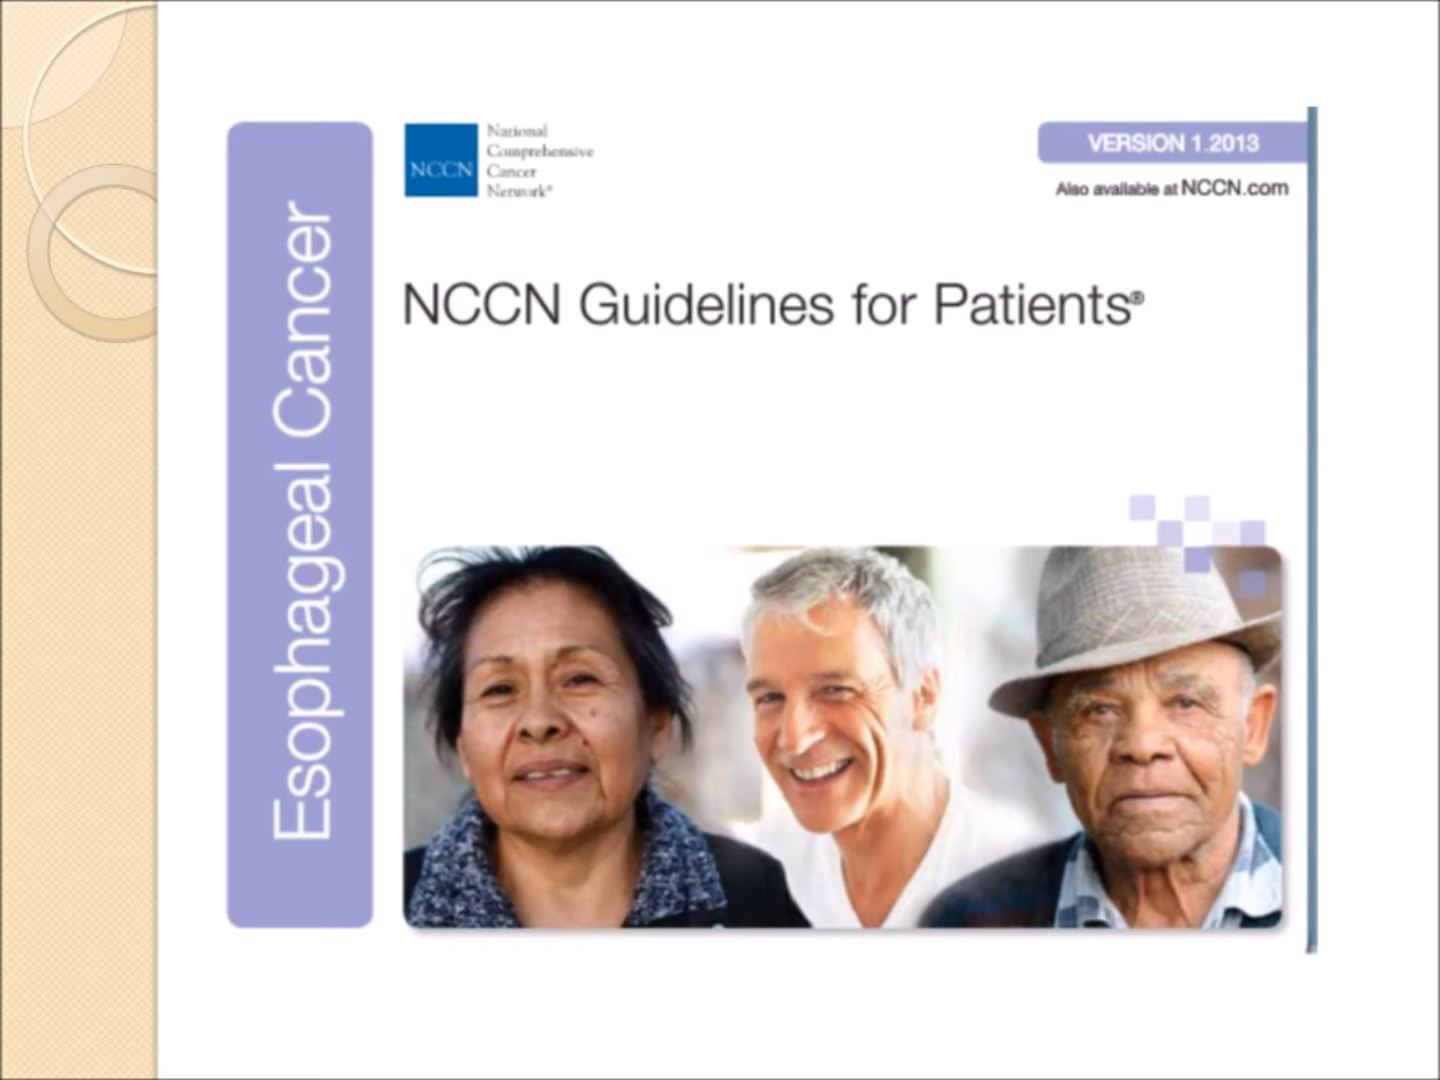 Esophageal Cancer
NCCN
National
Comprehensive
Cancer
Network®
VERSION 1.2013
Also available at NCCN.com
NCCN Guidelines for Patients®